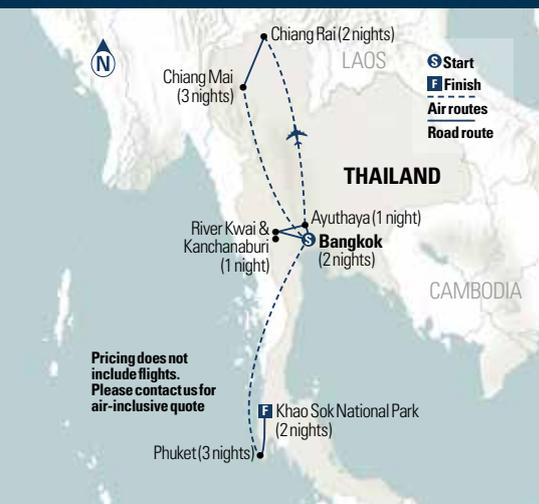 Chiang Rai (2 nights)
LAOS
N
Chiang Mai
(3 nights)
S Start
F Finish
Air routes
Road route
THAILAND
Ayuthaya (1 night)
River Kwai &
Kanchanaburi
(1 night)
S Bangkok
(2 nights)
CAMBODIA
Pricing does not
include flights.
Please contact us for
air-inclusive quote
F Khao Sok National Park
(2 nights)
Phuket (3 nights)